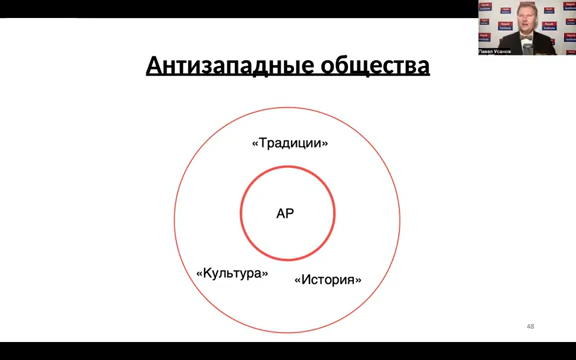 Антизападные общества
«Традиции»
АР
«Культура»
«История»
48
Павел Усанов